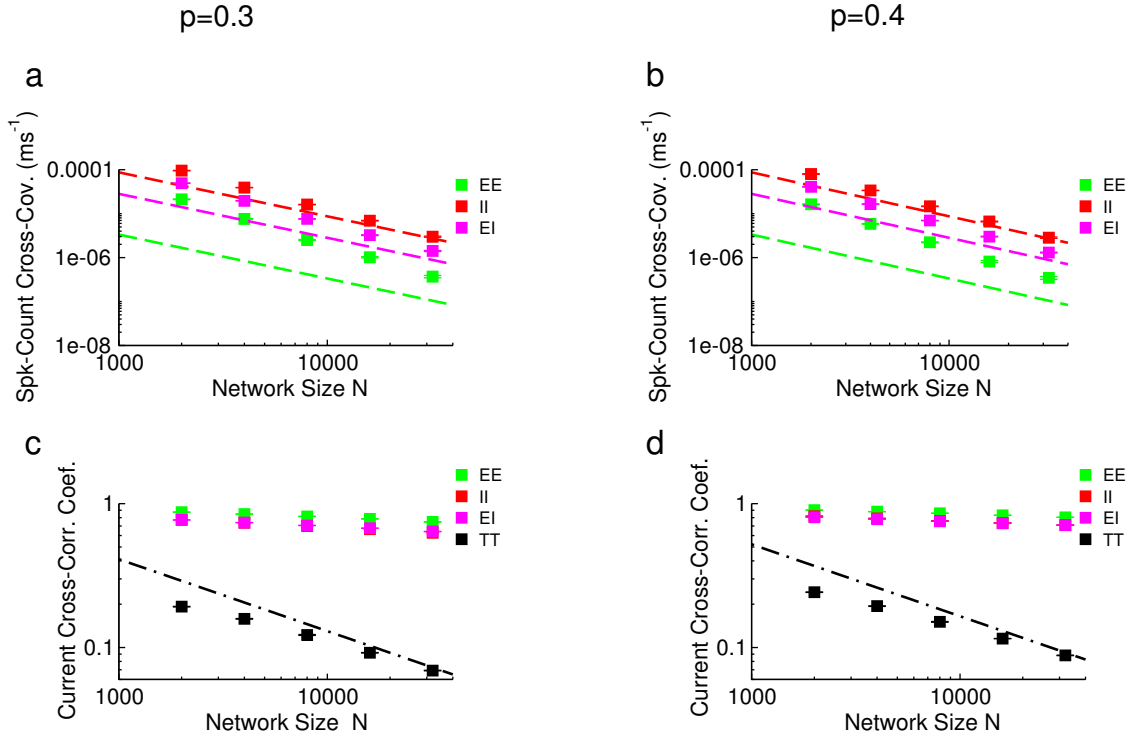 p=0.3
p=0.4
a
Spk-Count Cross-Cov. (ms-1)
0.0001
1e-06
1e-08
1000
10000
Network Size N
EE
II
EI
b
Spk-Count Cross-Cov. (ms-1)
0.0001
1e-06
1e-08
1000
10000
Network Size N
EE
II
EI
c
Current Cross-Corr. Coef.
1
0.1
1000
10000
Network Size N
EE
II
EI
TT
d
Current Cross-Corr. Coef.
1
0.1
1000
10000
Network Size N
EE
II
EI
TT